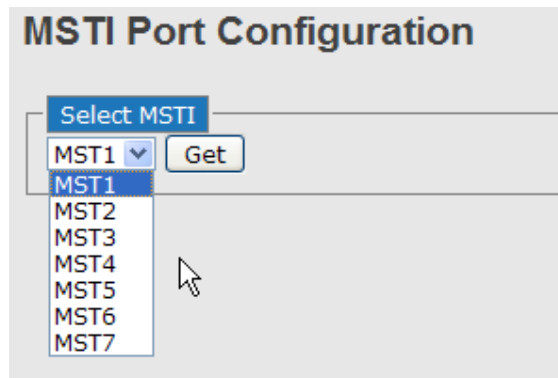 MSTI Port Configuration
Select MSTI
MST1 Get
MST1
MST2
MST3
MST4
MST5
MST6
MST7